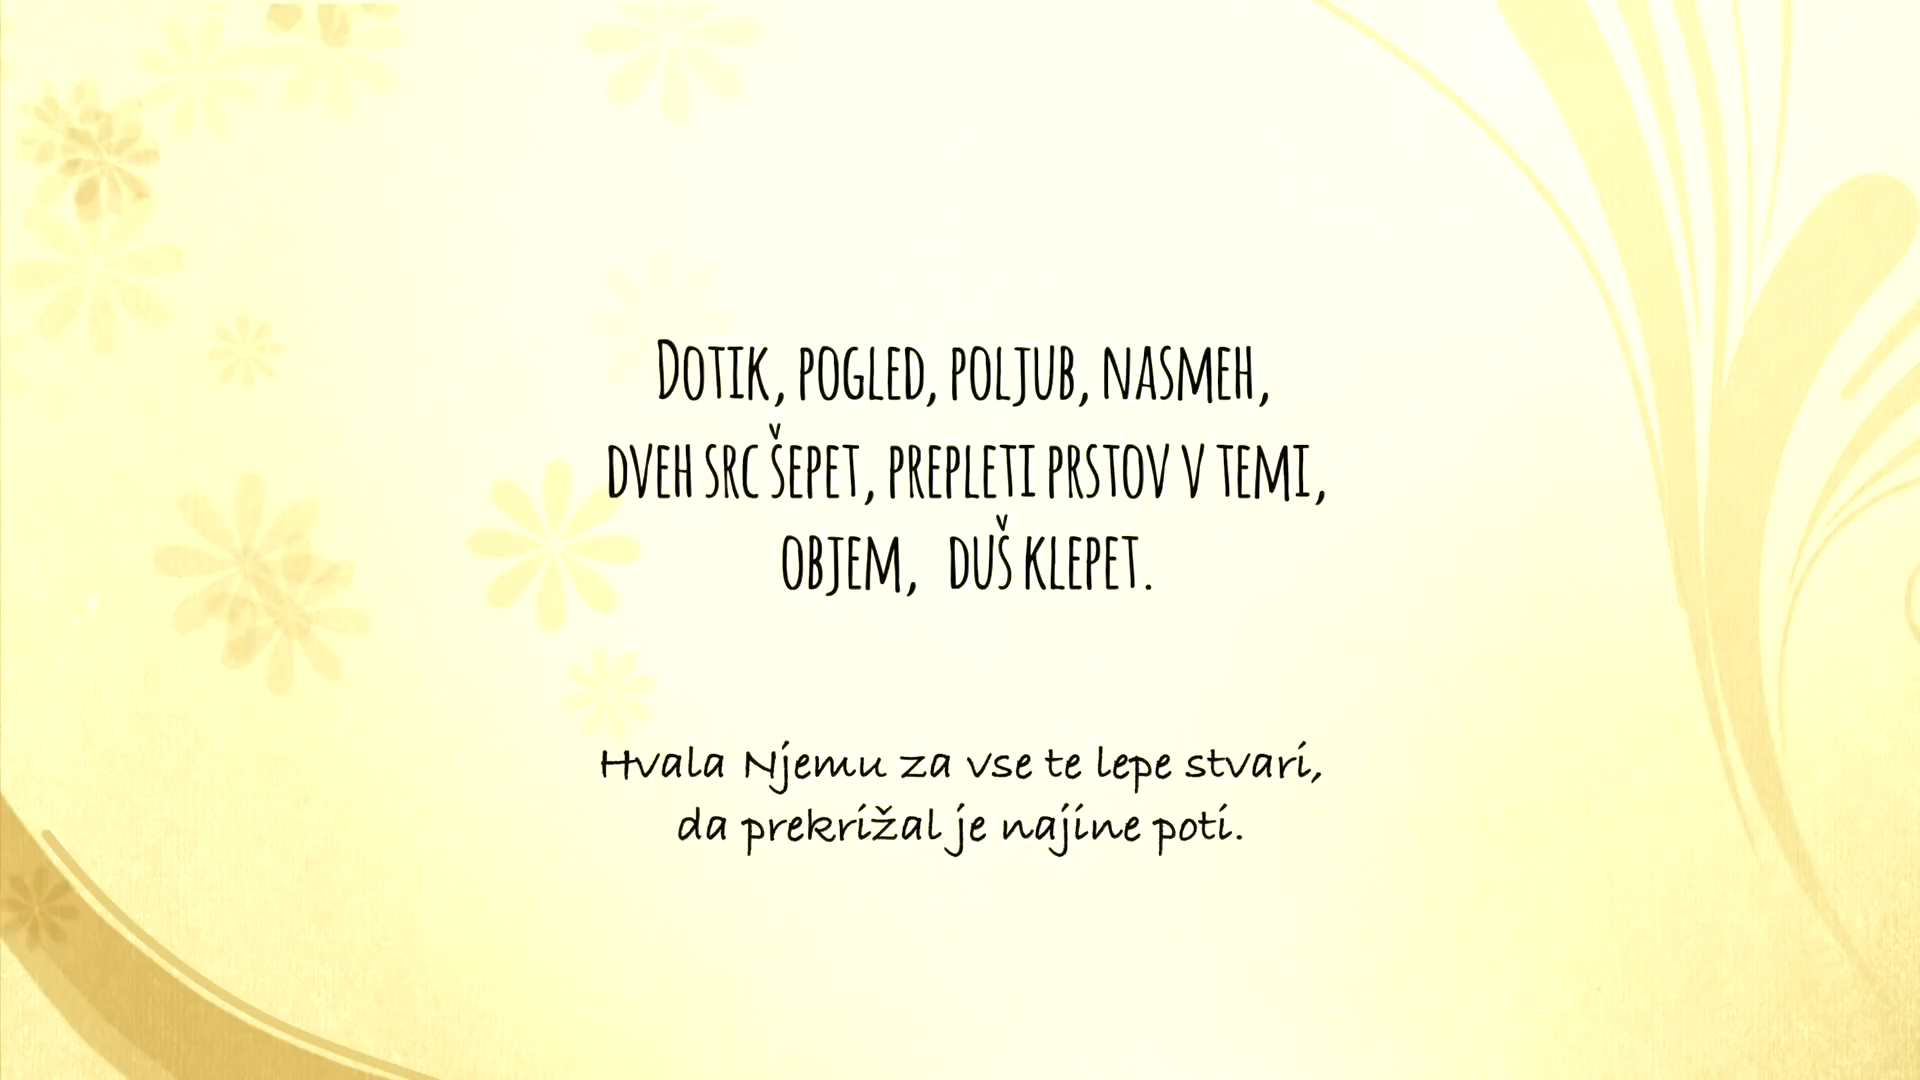 Dotik, pogled, poljub, nasmeh,
dveh src šepet, prepleti prstov v temi,
objem, duš klepet.
Hvala Njemu za vse te lepe stvari,
da prekrižal je najine poti.